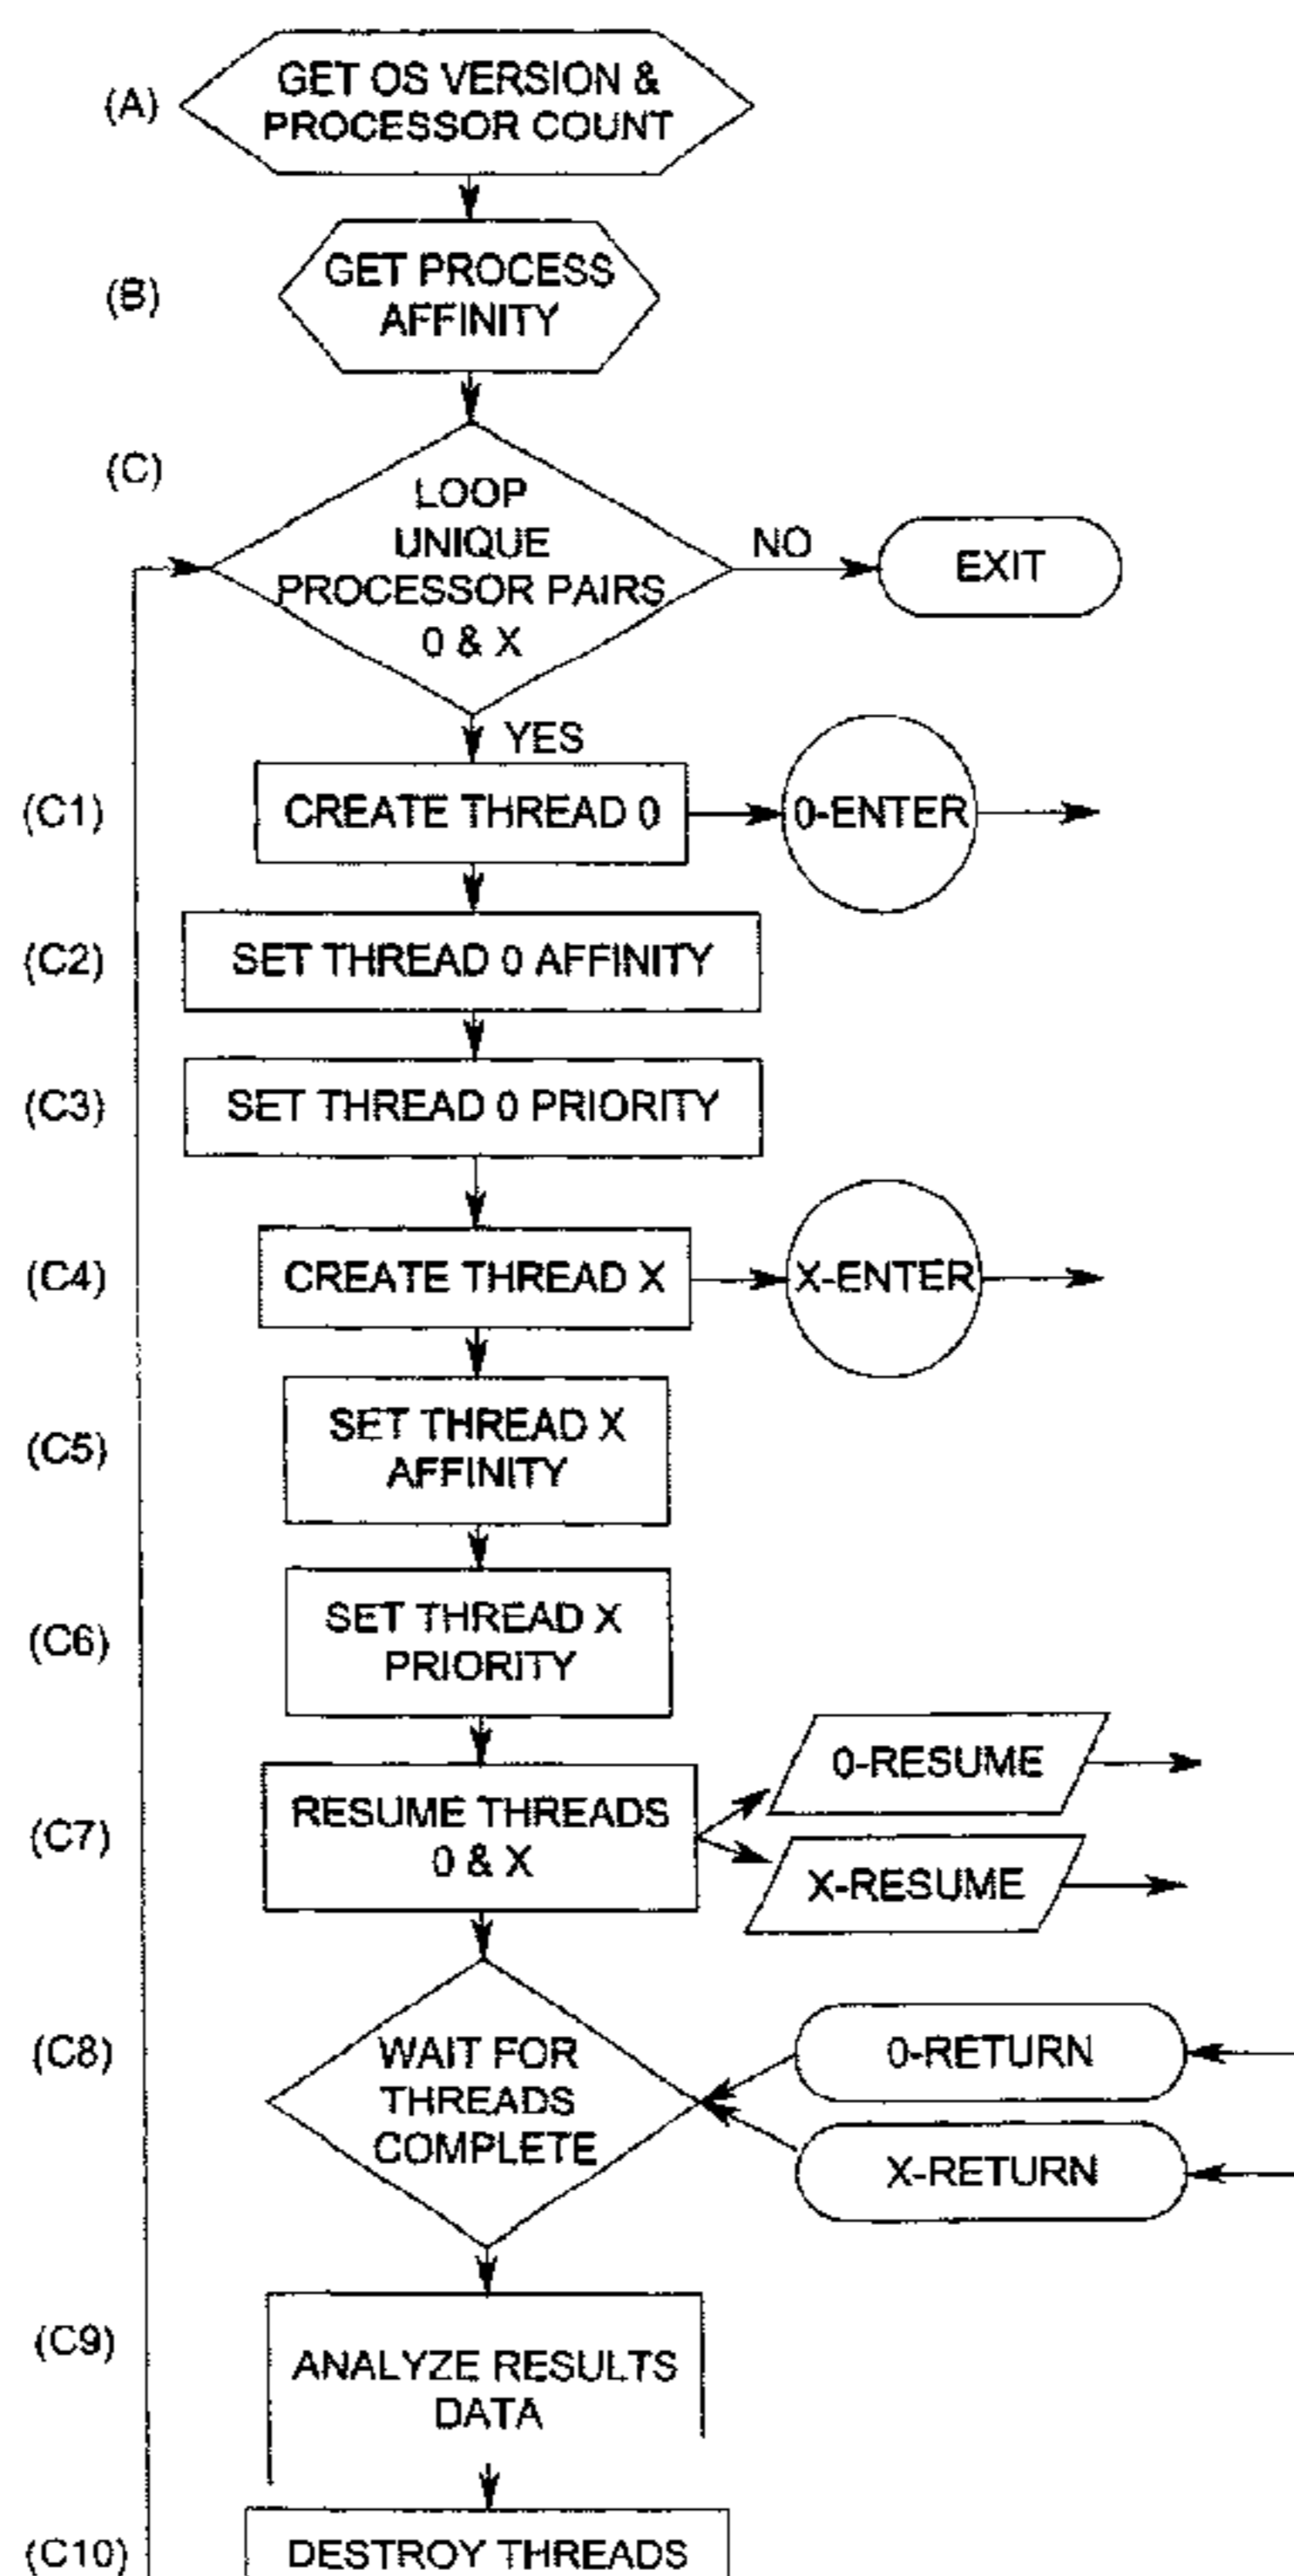 (A)
GET OS VERSION &
PROCESSOR COUNT
(B)
GET PROCESS
AFFINITY
(C)
LOOP
UNIQUE
PROCESSOR PAIRS
0 & X
NO
EXIT
YES
(C1)
CREATE THREAD 0
0-ENTER
(C2)
SET THREAD 0 AFFINITY
(C3)
SET THREAD 0 PRIORITY
(C4)
CREATE THREAD X
X-ENTER
(C5)
SET THREAD X
AFFINITY
(C6)
SET THREAD X
PRIORITY
(C7)
RESUME THREADS
0 & X
0-RESUME
X-RESUME
(C8)
WAIT FOR
THREADS
COMPLETE
0-RETURN
X-RETURN
(C9)
ANALYZE RESULTS
DATA
(C10)
DESTROY THREADS